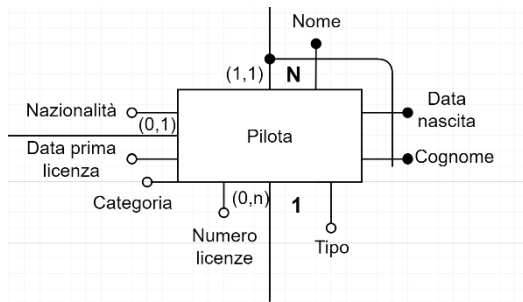 Nome
(1,1)
N
Nazionalità
(0,1)
Data
nascita
Pilota
Data prima
licenza
Cognome
Categoria
(0,n)
1
Numero
licenze
Tipo